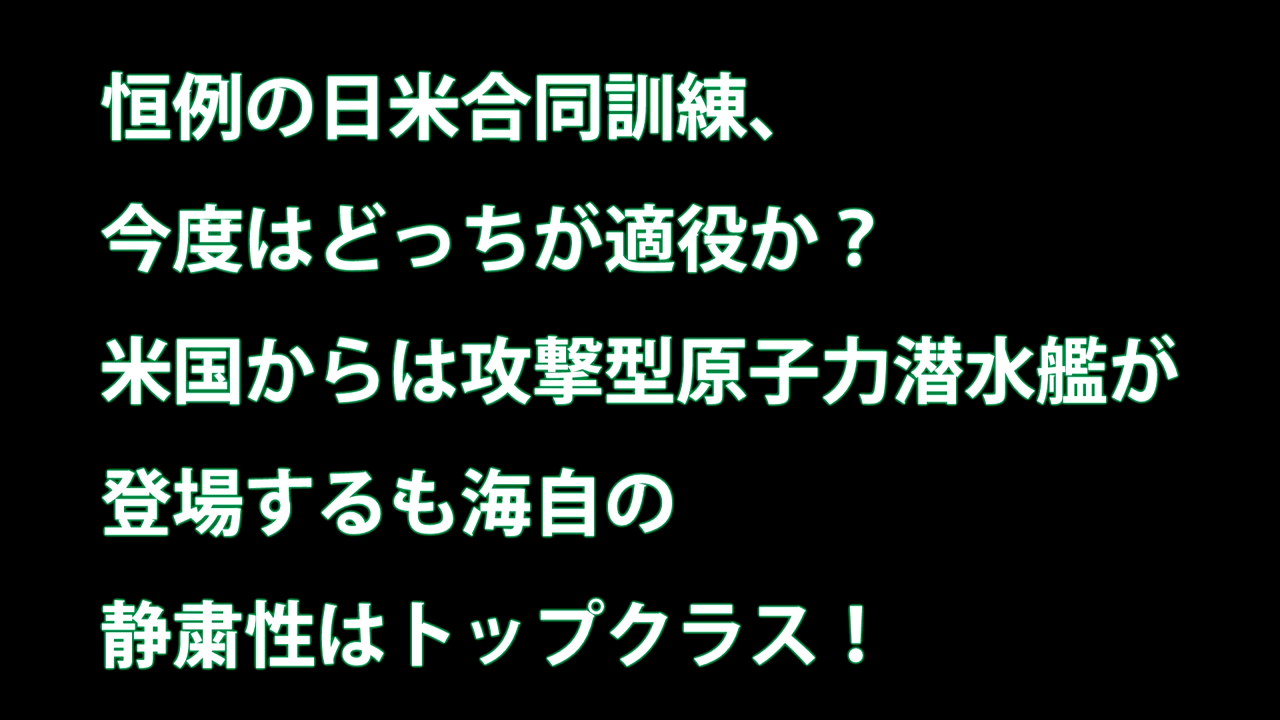 恒例の日米合同訓練、
今度はどっちが適役か？
米国からは攻撃型原子力潜水艦が
登場するも海自の
静粛性はトップクラス！